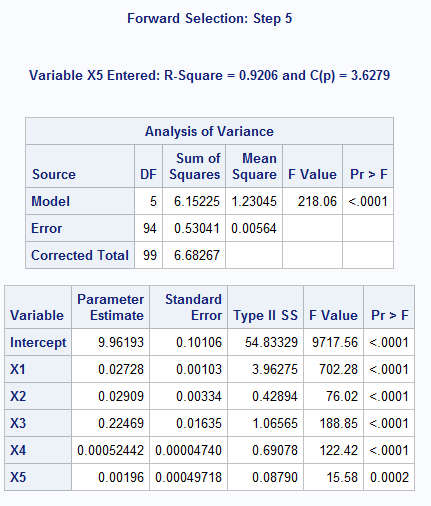 Forward Selection: Step 5
Variable X5 Entered: R-Square = 0.9206 and C(p) = 3.6279
Analysis of Variance
Source DF Sum of Squares Mean Square F Value Pr > F
Model 5 6.15225 1.23045 218.06 <.0001
Error 94 0.53041 0.00564
Corrected Total 99 6.68267
Variable Parameter Estimate Standard Error Type II SS F Value Pr > F
Intercept 9.96193 0.10106 54.83329 9717.56 <.0001
X1 0.02728 0.00103 3.96275 702.28 <.0001
X2 0.02909 0.00334 0.42894 76.02 <.0001
X3 0.22469 0.01635 1.06565 188.85 <.0001
X4 0.00052442 0.00004740 0.69078 122.42 <.0001
X5 0.00196 0.00049718 0.08790 15.58 0.0002